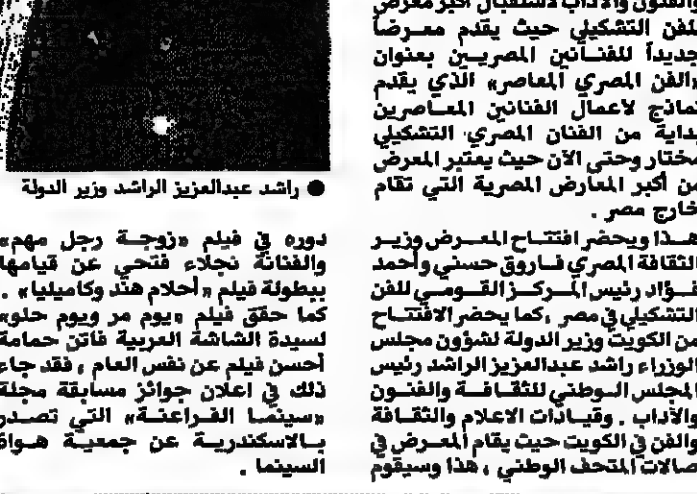 والفنون والآداب لاستقبال أكبر معرض
للفن التشكيلي حيث يقدم معرضاً
جديداً للفنانين المصريين بعنوان
«الفن المصري المعاصر» الذي يقدم
نماذج لأعمال الفنانين المعاصرين
بداية من الفنان المصري التشكيلي
مختار وحتى الآن حيث يعتبر المعرض
من أكبر المعارض المصرية التي تقام
خارج مصر .
هذا ويحضر افتتاح المعرض وزير
الثقافة المصري فاروق حسني وأحمد
فؤاد رئيس المركز القومي للفن
التشكيلي في مصر ، كما يحضر الافتتاح
من الكويت وزير الدولة لشؤون مجلس
الوزراء راشد عبدالعزيز الراشد رئيس
المجلس الوطني للثقافة والفنون
والآداب . وقيادات الاعلام والثقافة
والفن في الكويت حيث يقام المعرض في
صالات المتحف الوطني ، هذا وسيقوم
● راشد عبدالعزيز الراشد وزير الدولة
دوره في فيلم «زوجة رجل مهم»
والفنانة نجلاء فتحي عن قيامها
ببطولة فيلم «أحلام هند وكاميليا» .
كما حقق فيلم «يوم مر ويوم حلو»
لسيدة الشاشة العربية فاتن حمامة
أحسن فيلم عن نفس العام ، فقد جاء
ذلك في اعلان جوائز مسابقة مجلة
«سينما الفراعنة» التي تصدر
بالاسكندرية عن جمعية هواة
السينما .